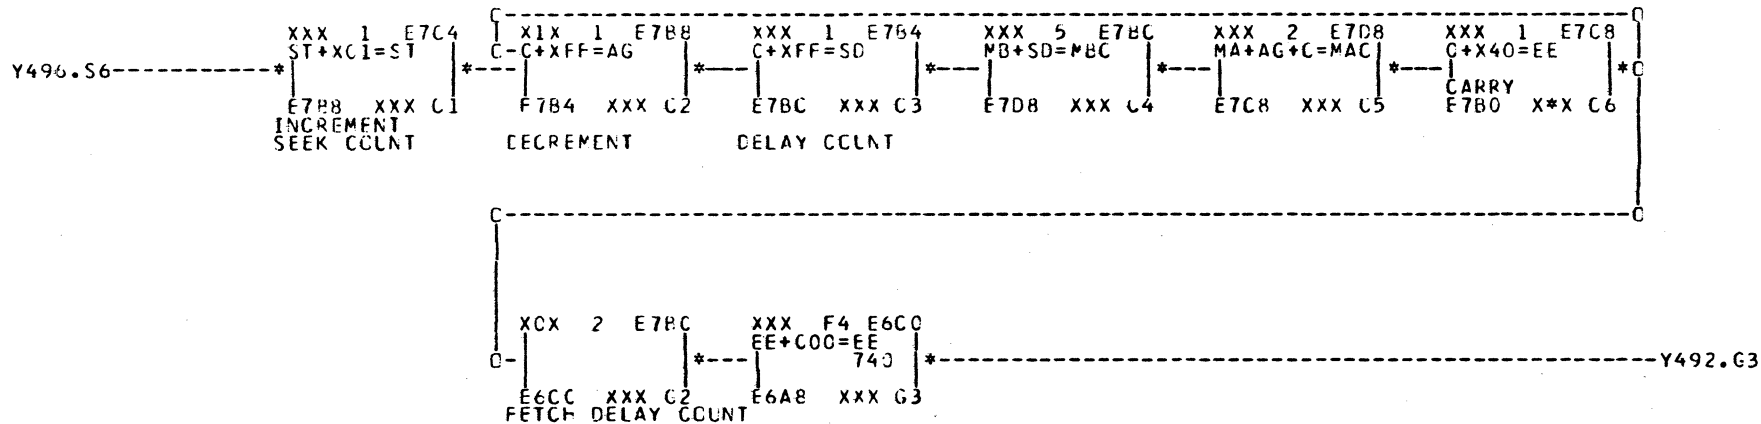 XXX 1 E7C4 X1X 1 E7B8 XXX 1 E7B4 XXX 5 E7BC XXX 2 E7D8 XXX 1 E7C8
ST+XC1=ST C-C+XFF=AG C+XFF=SD MB+SD=MBC MA+AG+C=MAC C+X40=EE
Y496.S6
CARRY
E7B8 XXX C1 F7B4 XXX C2 E7BC XXX C3 E7D8 XXX C4 E7C8 XXX C5 E7B0 X*X C6
INCREMENT
SEEK COUNT DECREMENT DELAY COUNT
XCX 2 E7BC XXX F4 E6C0
EE+C00=EE
740 Y492.G3
E6CC XXX G2 E6A8 XXX G3
FETCH DELAY COUNT